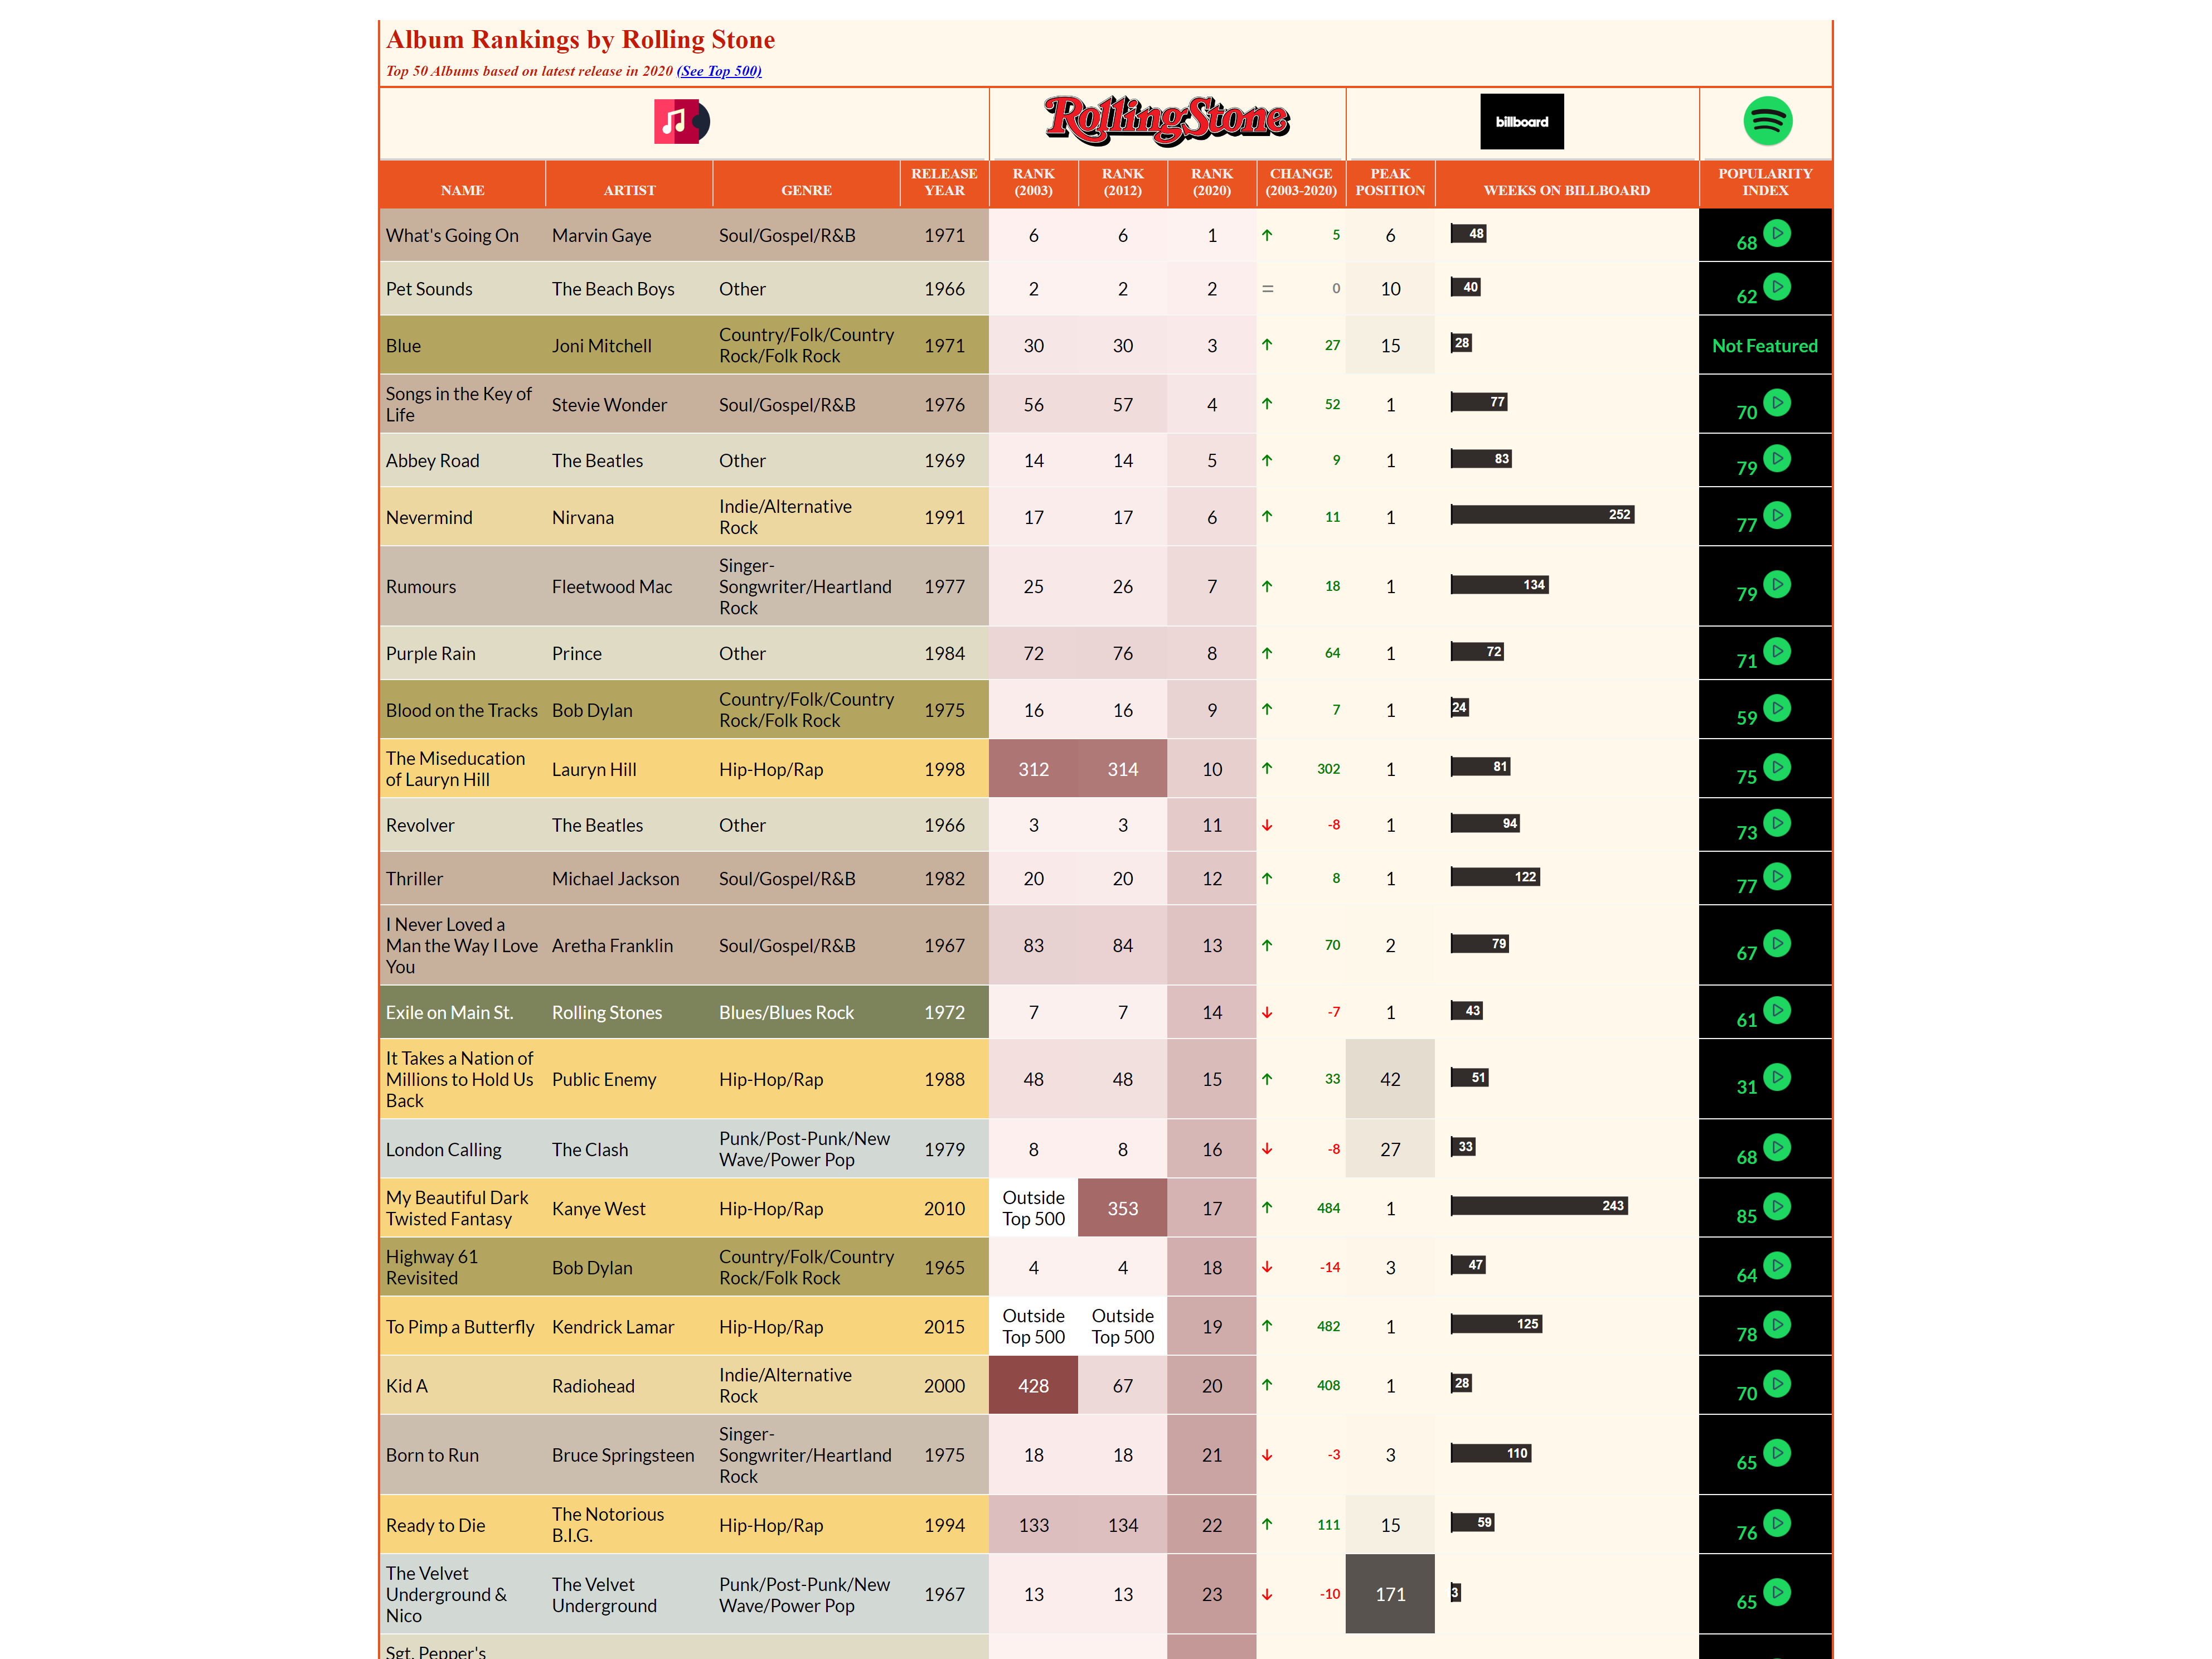 Album Rankings by Rolling Stone
Top 50 Albums based on latest release in 2020 (See Top 500)
RollingStone billboard
NAME ARTIST GENRE RELEASE YEAR RANK (2003) RANK (2012) RANK (2020) CHANGE (2003-2020) PEAK POSITION WEEKS ON BILLBOARD POPULARITY INDEX
What's Going On Marvin Gaye Soul/Gospel/R&B 1971 6 6 1 ↑ 5 6 48 68
Pet Sounds The Beach Boys Other 1966 2 2 2 = 0 10 40 62
Blue Joni Mitchell Country/Folk/Country Rock/Folk Rock 1971 30 30 3 ↑ 27 15 28 Not Featured
Songs in the Key of Life Stevie Wonder Soul/Gospel/R&B 1976 56 57 4 ↑ 52 1 77 70
Abbey Road The Beatles Other 1969 14 14 5 ↑ 9 1 83 79
Nevermind Nirvana Indie/Alternative Rock 1991 17 17 6 ↑ 11 1 252 77
Rumours Fleetwood Mac Singer-Songwriter/Heartland Rock 1977 25 26 7 ↑ 18 1 134 79
Purple Rain Prince Other 1984 72 76 8 ↑ 64 1 72 71
Blood on the Tracks Bob Dylan Country/Folk/Country Rock/Folk Rock 1975 16 16 9 ↑ 7 1 24 59
The Miseducation of Lauryn Hill Lauryn Hill Hip-Hop/Rap 1998 312 314 10 ↑ 302 1 81 75
Revolver The Beatles Other 1966 3 3 11 ↓ -8 1 94 73
Thriller Michael Jackson Soul/Gospel/R&B 1982 20 20 12 ↑ 8 1 122 77
I Never Loved a Man the Way I Love You Aretha Franklin Soul/Gospel/R&B 1967 83 84 13 ↑ 70 2 79 67
Exile on Main St. Rolling Stones Blues/Blues Rock 1972 7 7 14 ↓ -7 1 43 61
It Takes a Nation of Millions to Hold Us Back Public Enemy Hip-Hop/Rap 1988 48 48 15 ↑ 33 42 51 31
London Calling The Clash Punk/Post-Punk/New Wave/Power Pop 1979 8 8 16 ↓ -8 27 33 68
My Beautiful Dark Twisted Fantasy Kanye West Hip-Hop/Rap 2010 Outside Top 500 353 17 ↑ 484 1 243 85
Highway 61 Revisited Bob Dylan Country/Folk/Country Rock/Folk Rock 1965 4 4 18 ↓ -14 3 47 64
To Pimp a Butterfly Kendrick Lamar Hip-Hop/Rap 2015 Outside Top 500 Outside Top 500 19 ↑ 482 1 125 78
Kid A Radiohead Indie/Alternative Rock 2000 428 67 20 ↑ 408 1 28 70
Born to Run Bruce Springsteen Singer-Songwriter/Heartland Rock 1975 18 18 21 ↓ -3 3 110 65
Ready to Die The Notorious B.I.G. Hip-Hop/Rap 1994 133 134 22 ↑ 111 15 59 76
The Velvet Underground & Nico The Velvet Underground Punk/Post-Punk/New Wave/Power Pop 1967 13 13 23 ↓ -10 171 3 65
Sgt. Pepper's